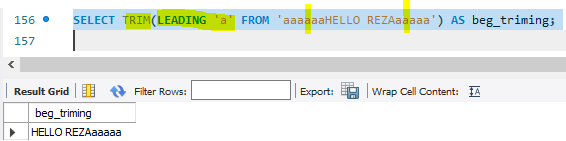 156 SELECT TRIM(LEADING 'a' FROM 'aaaaaaHELLO REZAaaaaa') AS beg_triming;
157
Result Grid Filter Rows: Export: Wrap Cell Content:
beg_triming
HELLO REZAaaaaa